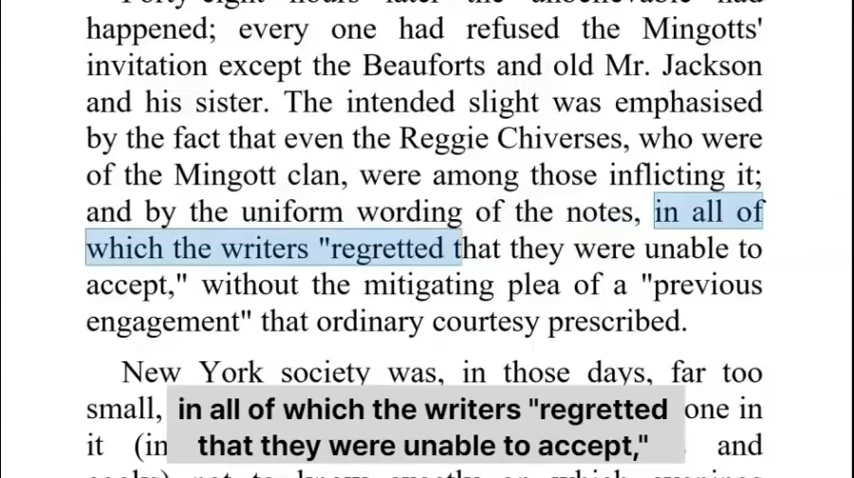 happened; every one had refused the Mingotts'
invitation except the Beauforts and old Mr. Jackson
and his sister. The intended slight was emphasised
by the fact that even the Reggie Chiverses, who were
of the Mingott clan, were among those inflicting it;
and by the uniform wording of the notes, in all of
which the writers "regretted that they were unable to
accept," without the mitigating plea of a "previous
engagement" that ordinary courtesy prescribed.
New York society was, in those days, far too
small, one in
it (in and
in all of which the writers "regretted
that they were unable to accept,"